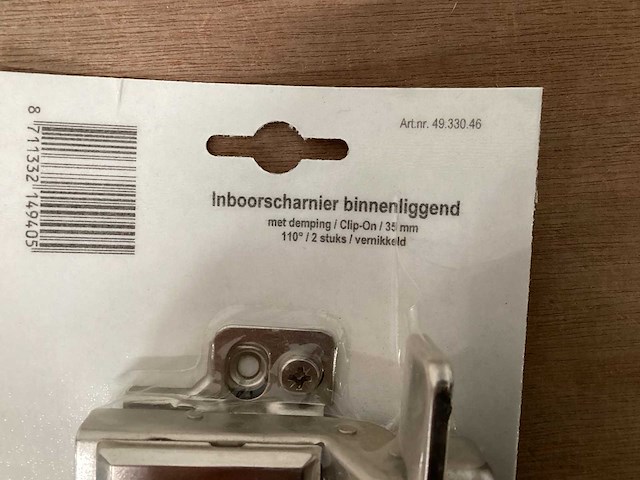 Art.nr. 49.330.46
Inboorscharnier binnenliggend
met demping / Clip-On / 35 mm
110° / 2 stuks / vernikkeld
8 711332 149405